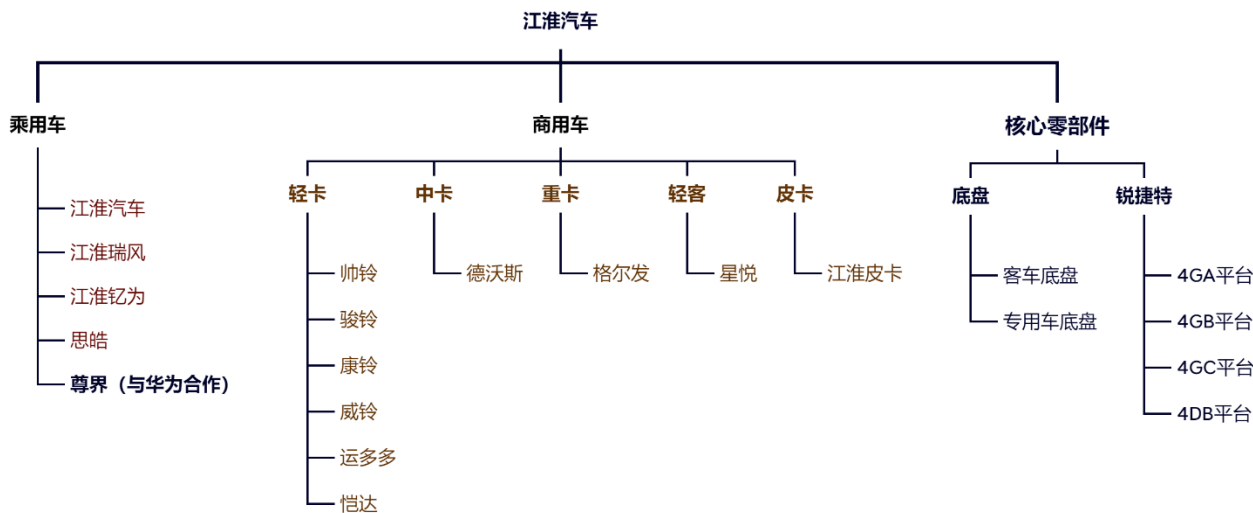 江淮汽车
乘用车
商用车
核心零部件
轻卡
中卡
重卡
轻客
皮卡
底盘
锐捷特
江淮汽车
江淮瑞风
江淮钇为
思皓
尊界（与华为合作）
帅铃
骏铃
康铃
威铃
运多多
恺达
德沃斯
格尔发
星悦
江淮皮卡
客车底盘
专用车底盘
4GA平台
4GB平台
4GC平台
4DB平台